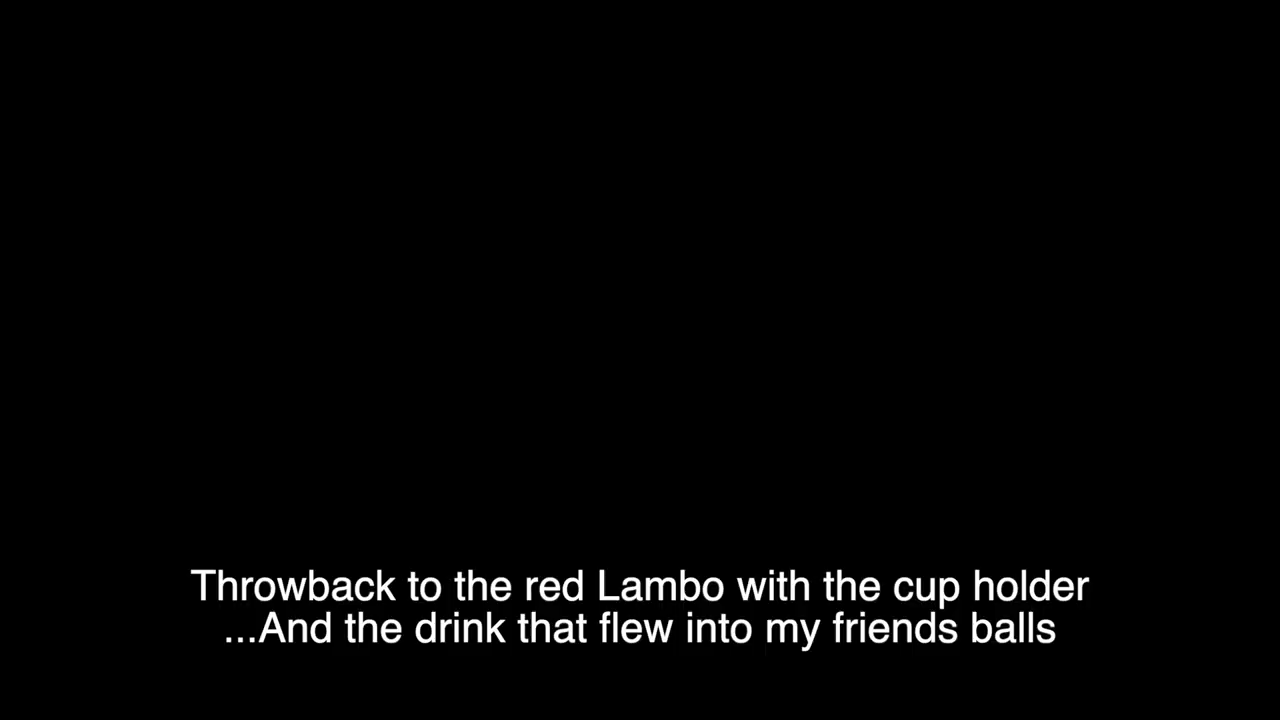 Throwback to the red Lambo with the cup holder
...And the drink that flew into my friends balls